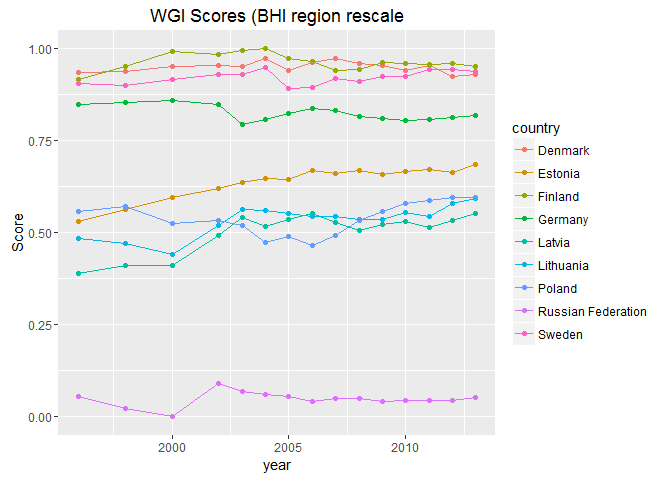 WGI Scores (BHI region rescale
1.00
0.75
0.50
0.25
0.00
Score
2000
2005
2010
year
country
Denmark
Estonia
Finland
Germany
Latvia
Lithuania
Poland
Russian Federation
Sweden